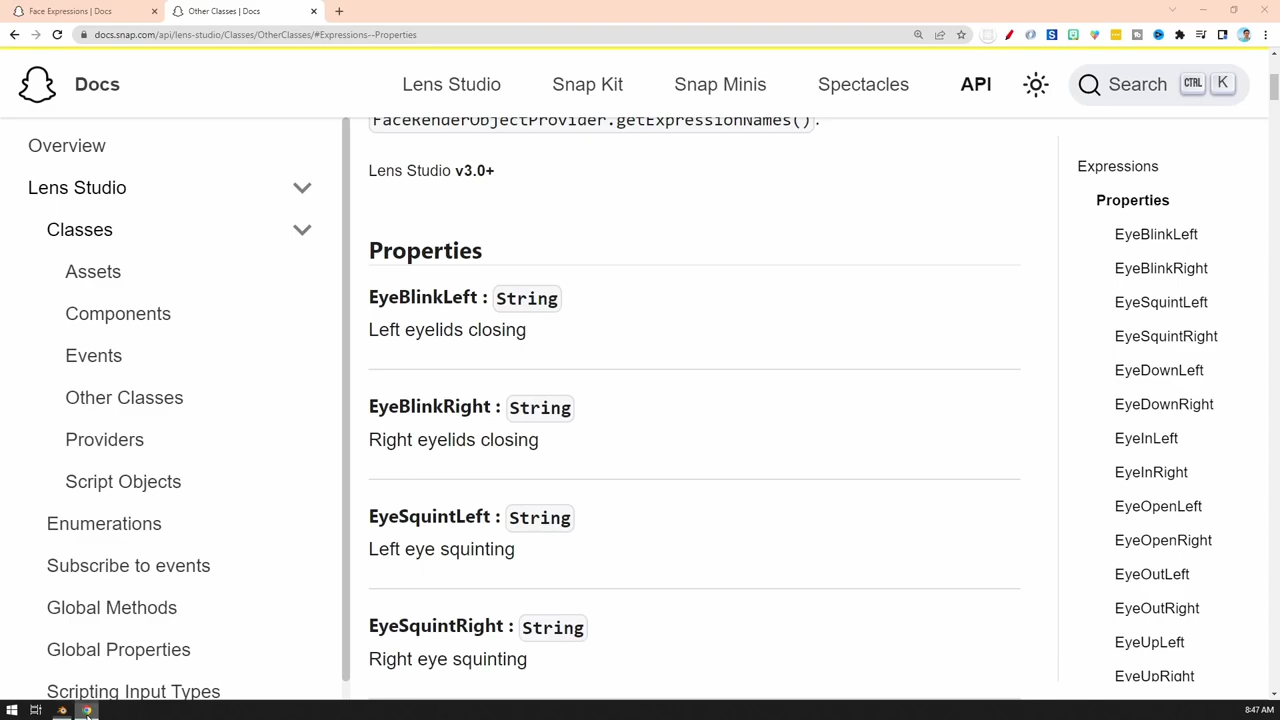 Face Expressions | Docs
Other Classes | Docs
docs.snap.com/api/lens-studio/Classes/OtherClasses/#Expressions--Properties
Docs
Lens Studio
Snap Kit
Snap Minis
Spectacles
API
Search
CTRL
K
Overview
Lens Studio
Classes
Assets
Components
Events
Other Classes
Providers
Script Objects
Enumerations
Subscribe to events
Global Methods
Global Properties
Scripting Input Types
FaceRenderObjectProvider.getExpressionNames().
Lens Studio v3.0+
Properties
EyeBlinkLeft : String
Left eyelids closing
EyeBlinkRight : String
Right eyelids closing
EyeSquintLeft : String
Left eye squinting
EyeSquintRight : String
Right eye squinting
Expressions
Properties
EyeBlinkLeft
EyeBlinkRight
EyeSquintLeft
EyeSquintRight
EyeDownLeft
EyeDownRight
EyeInLeft
EyeInRight
EyeOpenLeft
EyeOpenRight
EyeOutLeft
EyeOutRight
EyeUpLeft
EyeUpRight
8:47 AM